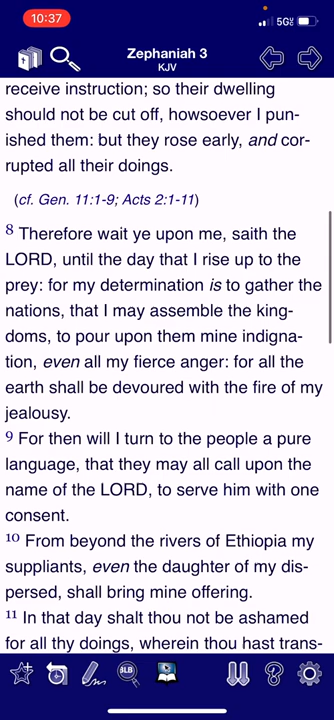 10:37
5G
Zephaniah 3
KJV
receive instruction; so their dwelling
should not be cut off, howsoever I pun-
ished them: but they rose early, and cor-
rupted all their doings.
(cf. Gen. 11:1-9; Acts 2:1-11)
8 Therefore wait ye upon me, saith the
LORD, until the day that I rise up to the
prey: for my determination is to gather the
nations, that I may assemble the king-
doms, to pour upon them mine indigna-
tion, even all my fierce anger: for all the
earth shall be devoured with the fire of my
jealousy.
9 For then will I turn to the people a pure
language, that they may all call upon the
name of the LORD, to serve him with one
consent.
10 From beyond the rivers of Ethiopia my
suppliants, even the daughter of my dis-
persed, shall bring mine offering.
11 In that day shalt thou not be ashamed
for all thy doings, wherein thou hast trans-
BLB